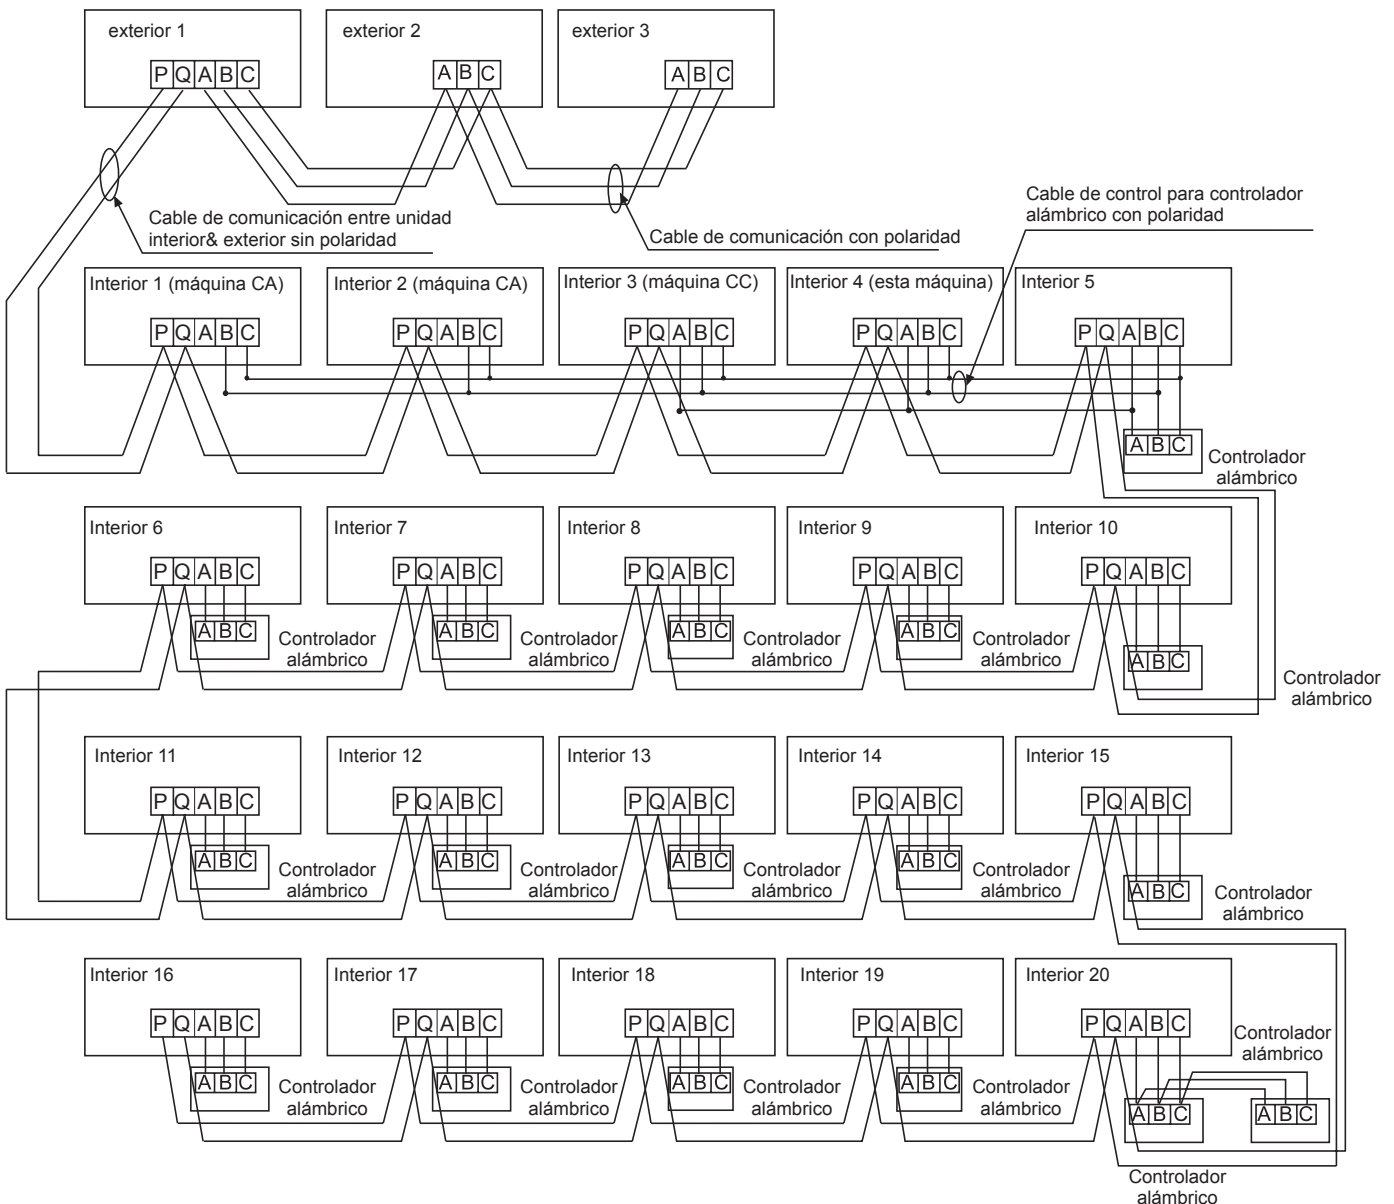 exterior 1
exterior 2
exterior 3
P Q A B C
A B C
A B C
Cable de comunicación entre unidad
interior& exterior sin polaridad
Cable de comunicación con polaridad
Cable de control para controlador
alámbrico con polaridad
Interior 1 (máquina CA)
Interior 2 (máquina CA)
Interior 3 (máquina CC)
Interior 4 (esta máquina)
Interior 5
P Q A B C
P Q A B C
P Q A B C
P Q A B C
P Q A B C
A B C
Controlador
alámbrico
Interior 6
Interior 7
Interior 8
Interior 9
Interior 10
P Q A B C
P Q A B C
P Q A B C
P Q A B C
P Q A B C
A B C
Controlador
alámbrico
A B C
Controlador
alámbrico
A B C
Controlador
alámbrico
A B C
Controlador
alámbrico
A B C
Controlador
alámbrico
Interior 11
Interior 12
Interior 13
Interior 14
Interior 15
P Q A B C
P Q A B C
P Q A B C
P Q A B C
P Q A B C
A B C
Controlador
alámbrico
A B C
Controlador
alámbrico
A B C
Controlador
alámbrico
A B C
Controlador
alámbrico
A B C
Controlador
alámbrico
Interior 16
Interior 17
Interior 18
Interior 19
Interior 20
P Q A B C
P Q A B C
P Q A B C
P Q A B C
P Q A B C
A B C
Controlador
alámbrico
A B C
Controlador
alámbrico
A B C
Controlador
alámbrico
A B C
Controlador
alámbrico
Controlador
alámbrico
A B C
A B C
Controlador
alámbrico